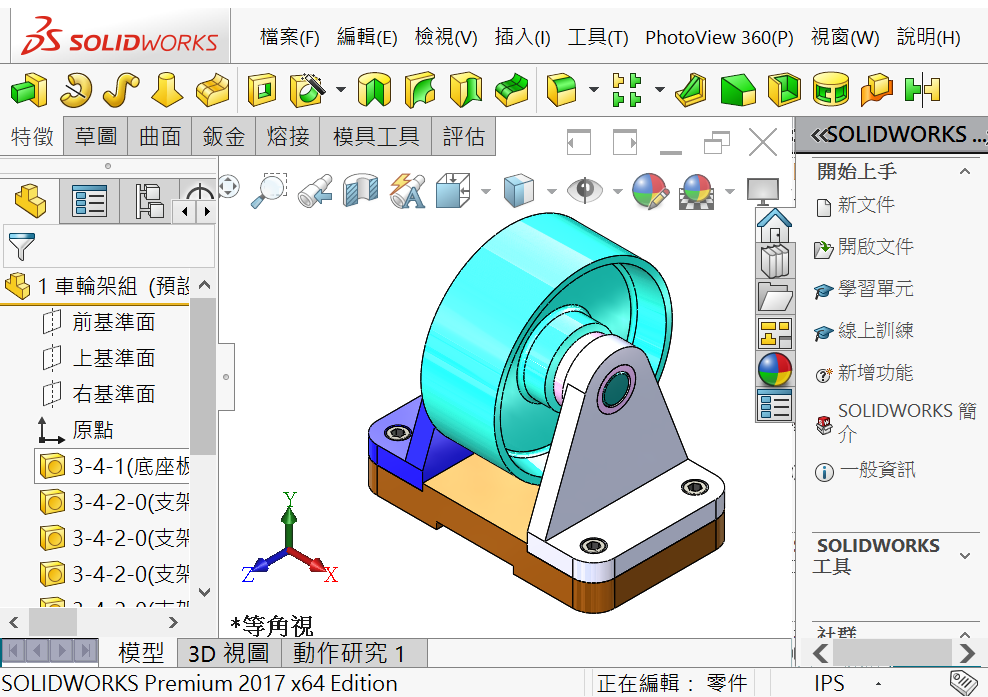 SOLIDWORKS 檔案(F) 編輯(E) 檢視(V) 插入(I) 工具(T) PhotoView 360(P) 視窗(W) 說明(H)
特徵 草圖 曲面 鈑金 熔接 模具工具 評估
SOLIDWORKS ...
開始上手
新文件
開啟文件
學習單元
線上訓練
新增功能
SOLIDWORKS 簡
介
一般資訊
SOLIDWORKS
工具
社群
1 車輪架組 (預設
前基準面
上基準面
右基準面
原點
3-4-1(底座板
3-4-2-0(支架
3-4-2-0(支架
3-4-2-0(支架
3-4-2-0(支架
Y
Z
X
*等角視
模型 3D 視圖 動作研究 1
SOLIDWORKS Premium 2017 x64 Edition 正在編輯： 零件 IPS